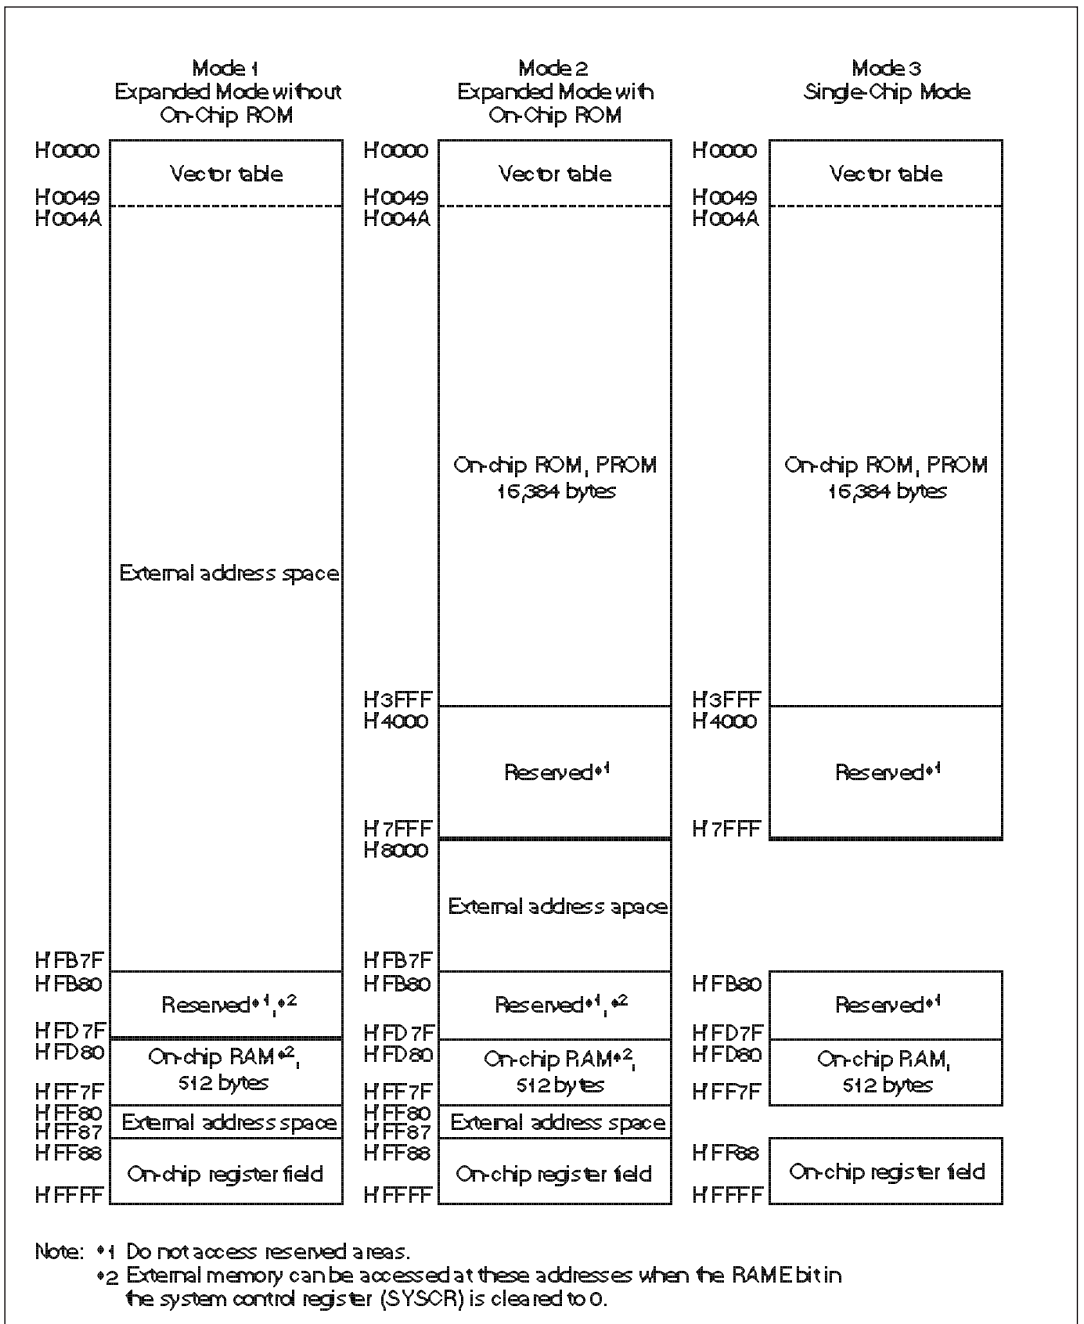 Mode 1
Expanded Mode without
On-Chip ROM
H'0000
Vector table
H'0049
H'004A
External address space
H'FB7F
H'FB80
Reserved*1,*2
H'FD7F
H'FD80
On-chip RAM*2,
512 bytes
H'FF7F
H'FF80
External address space
H'FF87
H'FF88
On-chip register field
H'FFFF
Mode 2
Expanded Mode with
On-Chip ROM
H'0000
Vector table
H'0049
H'004A
On-chip ROM, PROM
16,384 bytes
H'3FFF
H'4000
Reserved*1
H'7FFF
H'8000
External address apace
H'FB7F
H'FB80
Reserved*1,*2
H'FD7F
H'FD80
On-chip RAM*2,
512 bytes
H'FF7F
H'FF80
External address space
H'FF87
H'FF88
On-chip register field
H'FFFF
Mode 3
Single-Chip Mode
H'0000
Vector table
H'0049
H'004A
On-chip ROM, PROM
16,384 bytes
H'3FFF
H'4000
Reserved*1
H'7FFF
H'FB80
Reserved*1
H'FD7F
H'FD80
On-chip RAM,
512 bytes
H'FF7F
H'FF88
On-chip register field
H'FFFF
Note: *1 Do not access reserved areas.
*2 External memory can be accessed at these addresses when the RAME bit in
the system control register (SYSCR) is cleared to 0.